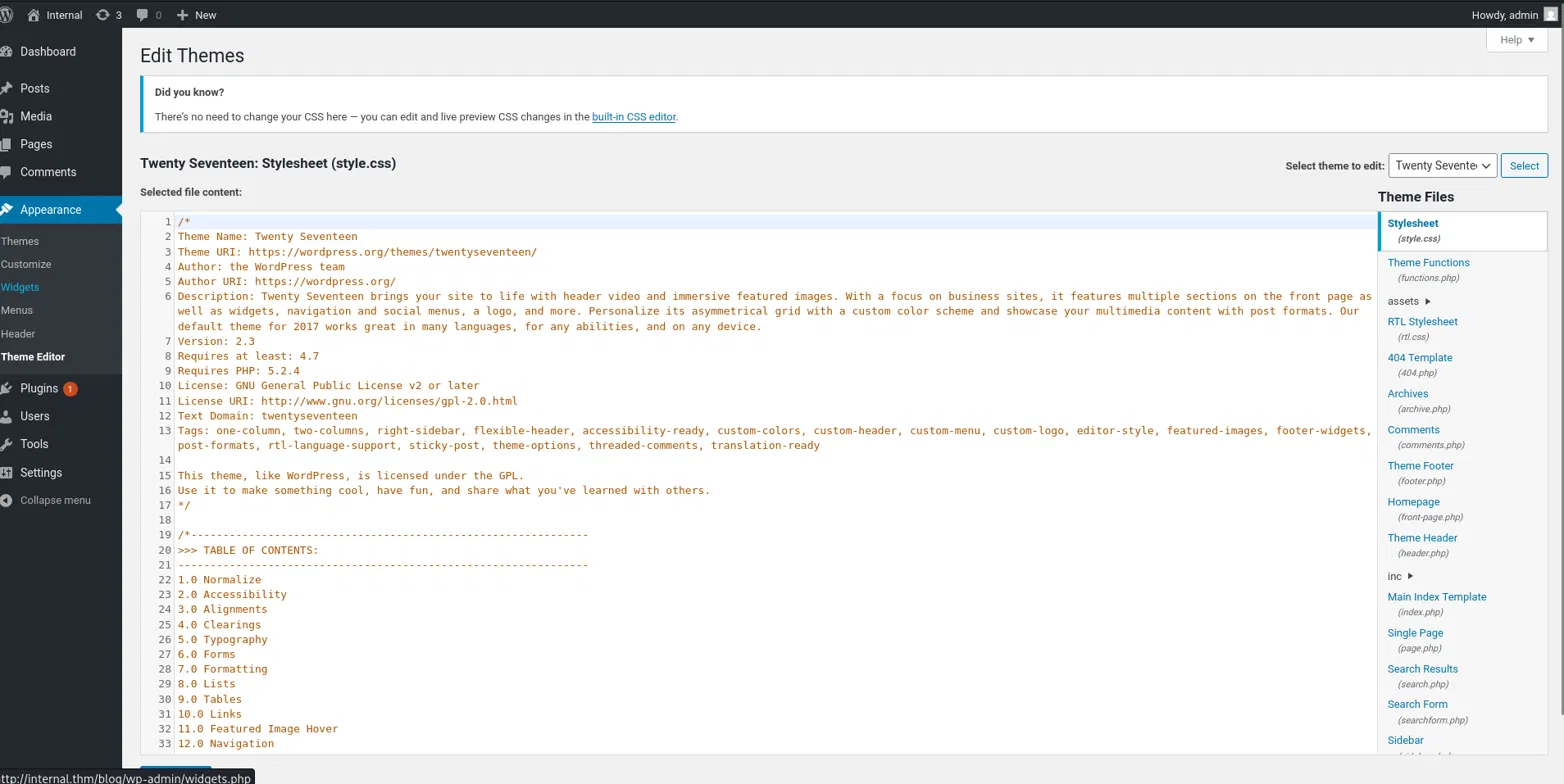 Internal
3
0
New
Howdy, admin
Dashboard
Posts
Media
Pages
Comments
Appearance
Themes
Customize
Widgets
Menus
Header
Theme Editor
Plugins 1
Users
Tools
Settings
Collapse menu
Help
Edit Themes
Did you know?
There's no need to change your CSS here — you can edit and live preview CSS changes in the built-in CSS editor.
Twenty Seventeen: Stylesheet (style.css)
Select theme to edit: Twenty Sevente Select
Selected file content:
1 /*
2 Theme Name: Twenty Seventeen
3 Theme URI: https://wordpress.org/themes/twentyseventeen/
4 Author: the WordPress team
5 Author URI: https://wordpress.org/
6 Description: Twenty Seventeen brings your site to life with header video and immersive featured images. With a focus on business sites, it features multiple sections on the front page as
well as widgets, navigation and social menus, a logo, and more. Personalize its asymmetrical grid with a custom color scheme and showcase your multimedia content with post formats. Our
default theme for 2017 works great in many languages, for any abilities, and on any device.
7 Version: 2.3
8 Requires at least: 4.7
9 Requires PHP: 5.2.4
10 License: GNU General Public License v2 or later
11 License URI: http://www.gnu.org/licenses/gpl-2.0.html
12 Text Domain: twentyseventeen
13 Tags: one-column, two-columns, right-sidebar, flexible-header, accessibility-ready, custom-colors, custom-header, custom-menu, custom-logo, editor-style, featured-images, footer-widgets,
post-formats, rtl-language-support, sticky-post, theme-options, threaded-comments, translation-ready
14
15 This theme, like WordPress, is licensed under the GPL.
16 Use it to make something cool, have fun, and share what you've learned with others.
17 */
18
19 /*--------------------------------------------------------------
20 >>> TABLE OF CONTENTS:
21 ----------------------------------------------------------------
22 1.0 Normalize
23 2.0 Accessibility
24 3.0 Alignments
25 4.0 Clearings
26 5.0 Typography
27 6.0 Forms
28 7.0 Formatting
29 8.0 Lists
30 9.0 Tables
31 10.0 Links
32 11.0 Featured Image Hover
33 12.0 Navigation
Theme Files
Stylesheet
(style.css)
Theme Functions
(functions.php)
assets
RTL Stylesheet
(rtl.css)
404 Template
(404.php)
Archives
(archive.php)
Comments
(comments.php)
Theme Footer
(footer.php)
Homepage
(front-page.php)
Theme Header
(header.php)
inc
Main Index Template
(index.php)
Single Page
(page.php)
Search Results
(search.php)
Search Form
(searchform.php)
Sidebar
ttp://internal.thm/blog/wp-admin/widgets.php